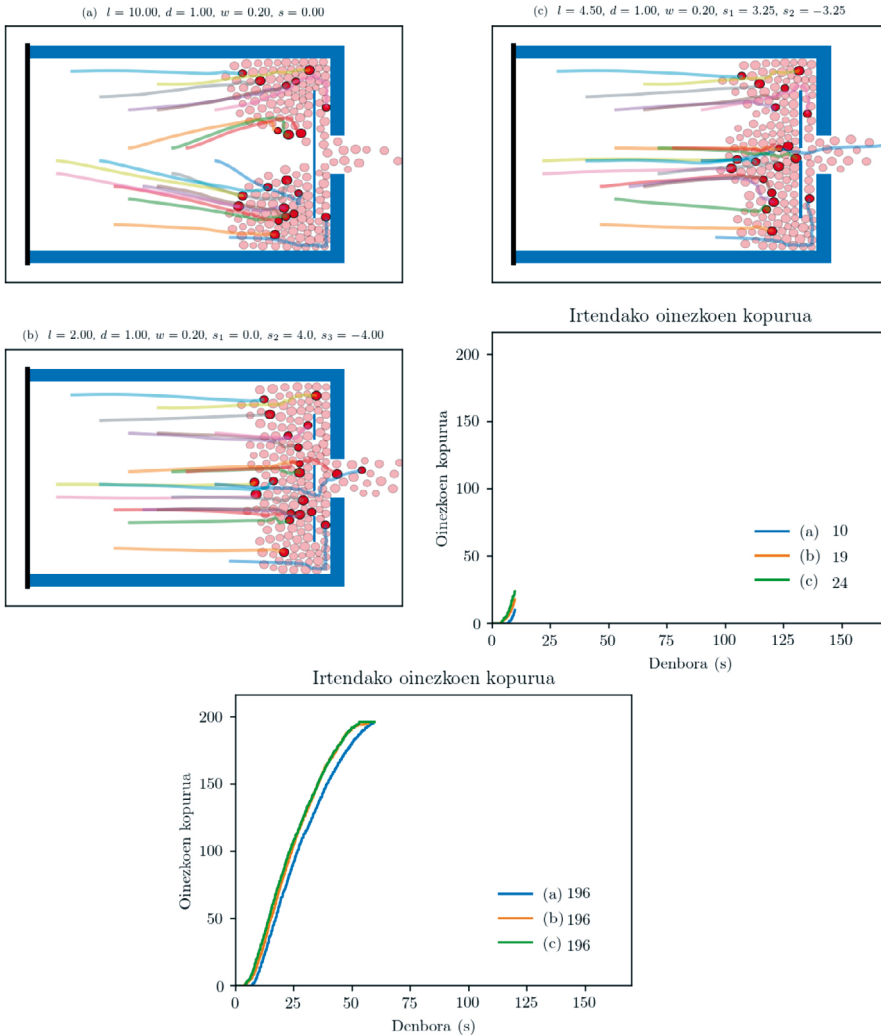 (a) l = 10.00, d = 1.00, w = 0.20, s = 0.00
(c) l = 4.50, d = 1.00, w = 0.20, s₁ = 3.25, s₂ = −3.25
(b) l = 2.00, d = 1.00, w = 0.20, s₁ = 0.0, s₂ = 4.0, s₃ = −4.00
Irtendako oinezkoen kopurua
Oinezkoen kopurua
200
150
100
50
0
(a) 10
(b) 19
(c) 24
0 25 50 75 100 125 150
Denbora (s)
Irtendako oinezkoen kopurua
Oinezkoen kopurua
200
150
100
50
0
(a) 196
(b) 196
(c) 196
0 25 50 75 100 125 150
Denbora (s)